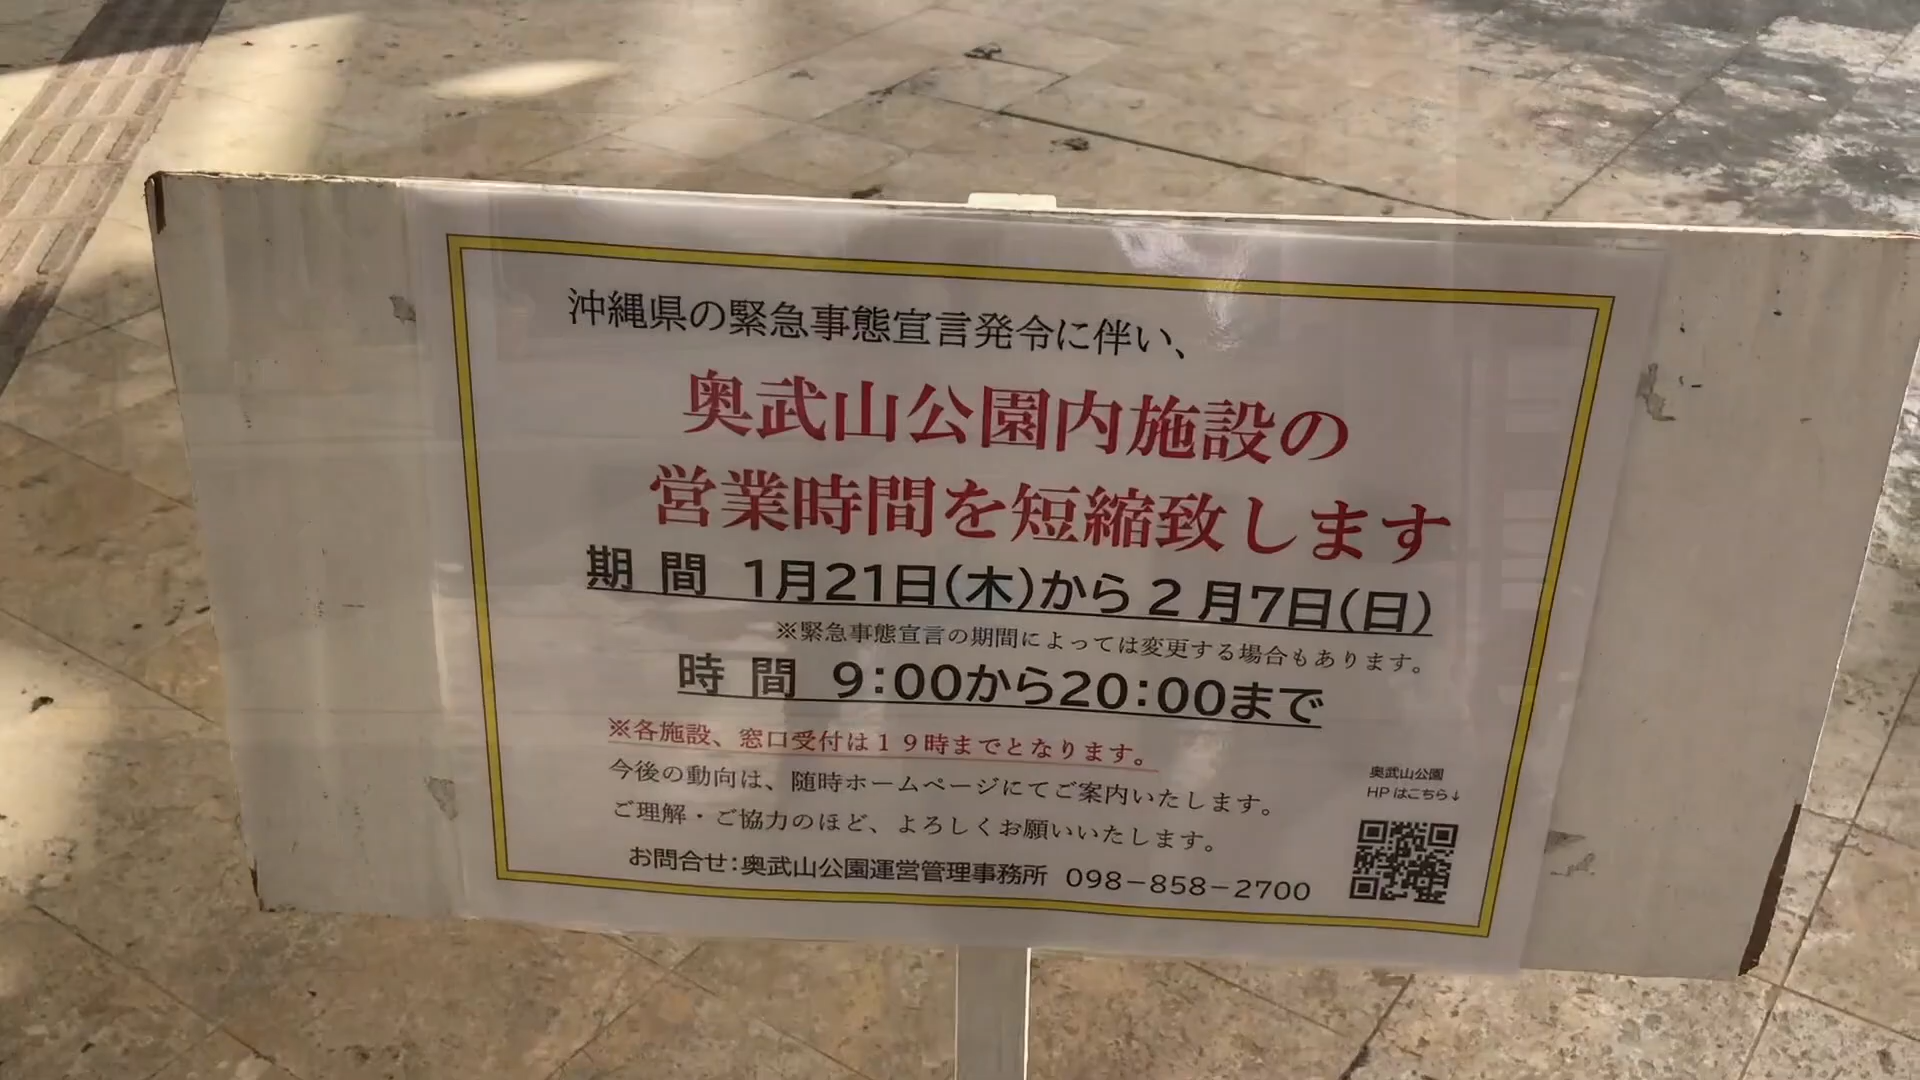 沖縄県の緊急事態宣言発令に伴い、
奥武山公園内施設の
営業時間を短縮致します
期 間 1月21日(木)から2月7日(日)
※緊急事態宣言の期間によっては変更する場合もあります。
時 間 9:00から20:00まで
※各施設、窓口受付は19時までとなります。
今後の動向は、随時ホームページにてご案内いたします。
ご理解・ご協力のほど、よろしくお願いいたします。
お問合せ:奥武山公園運営管理事務所 098-858-2700
奥武山公園
HPはこちら↓